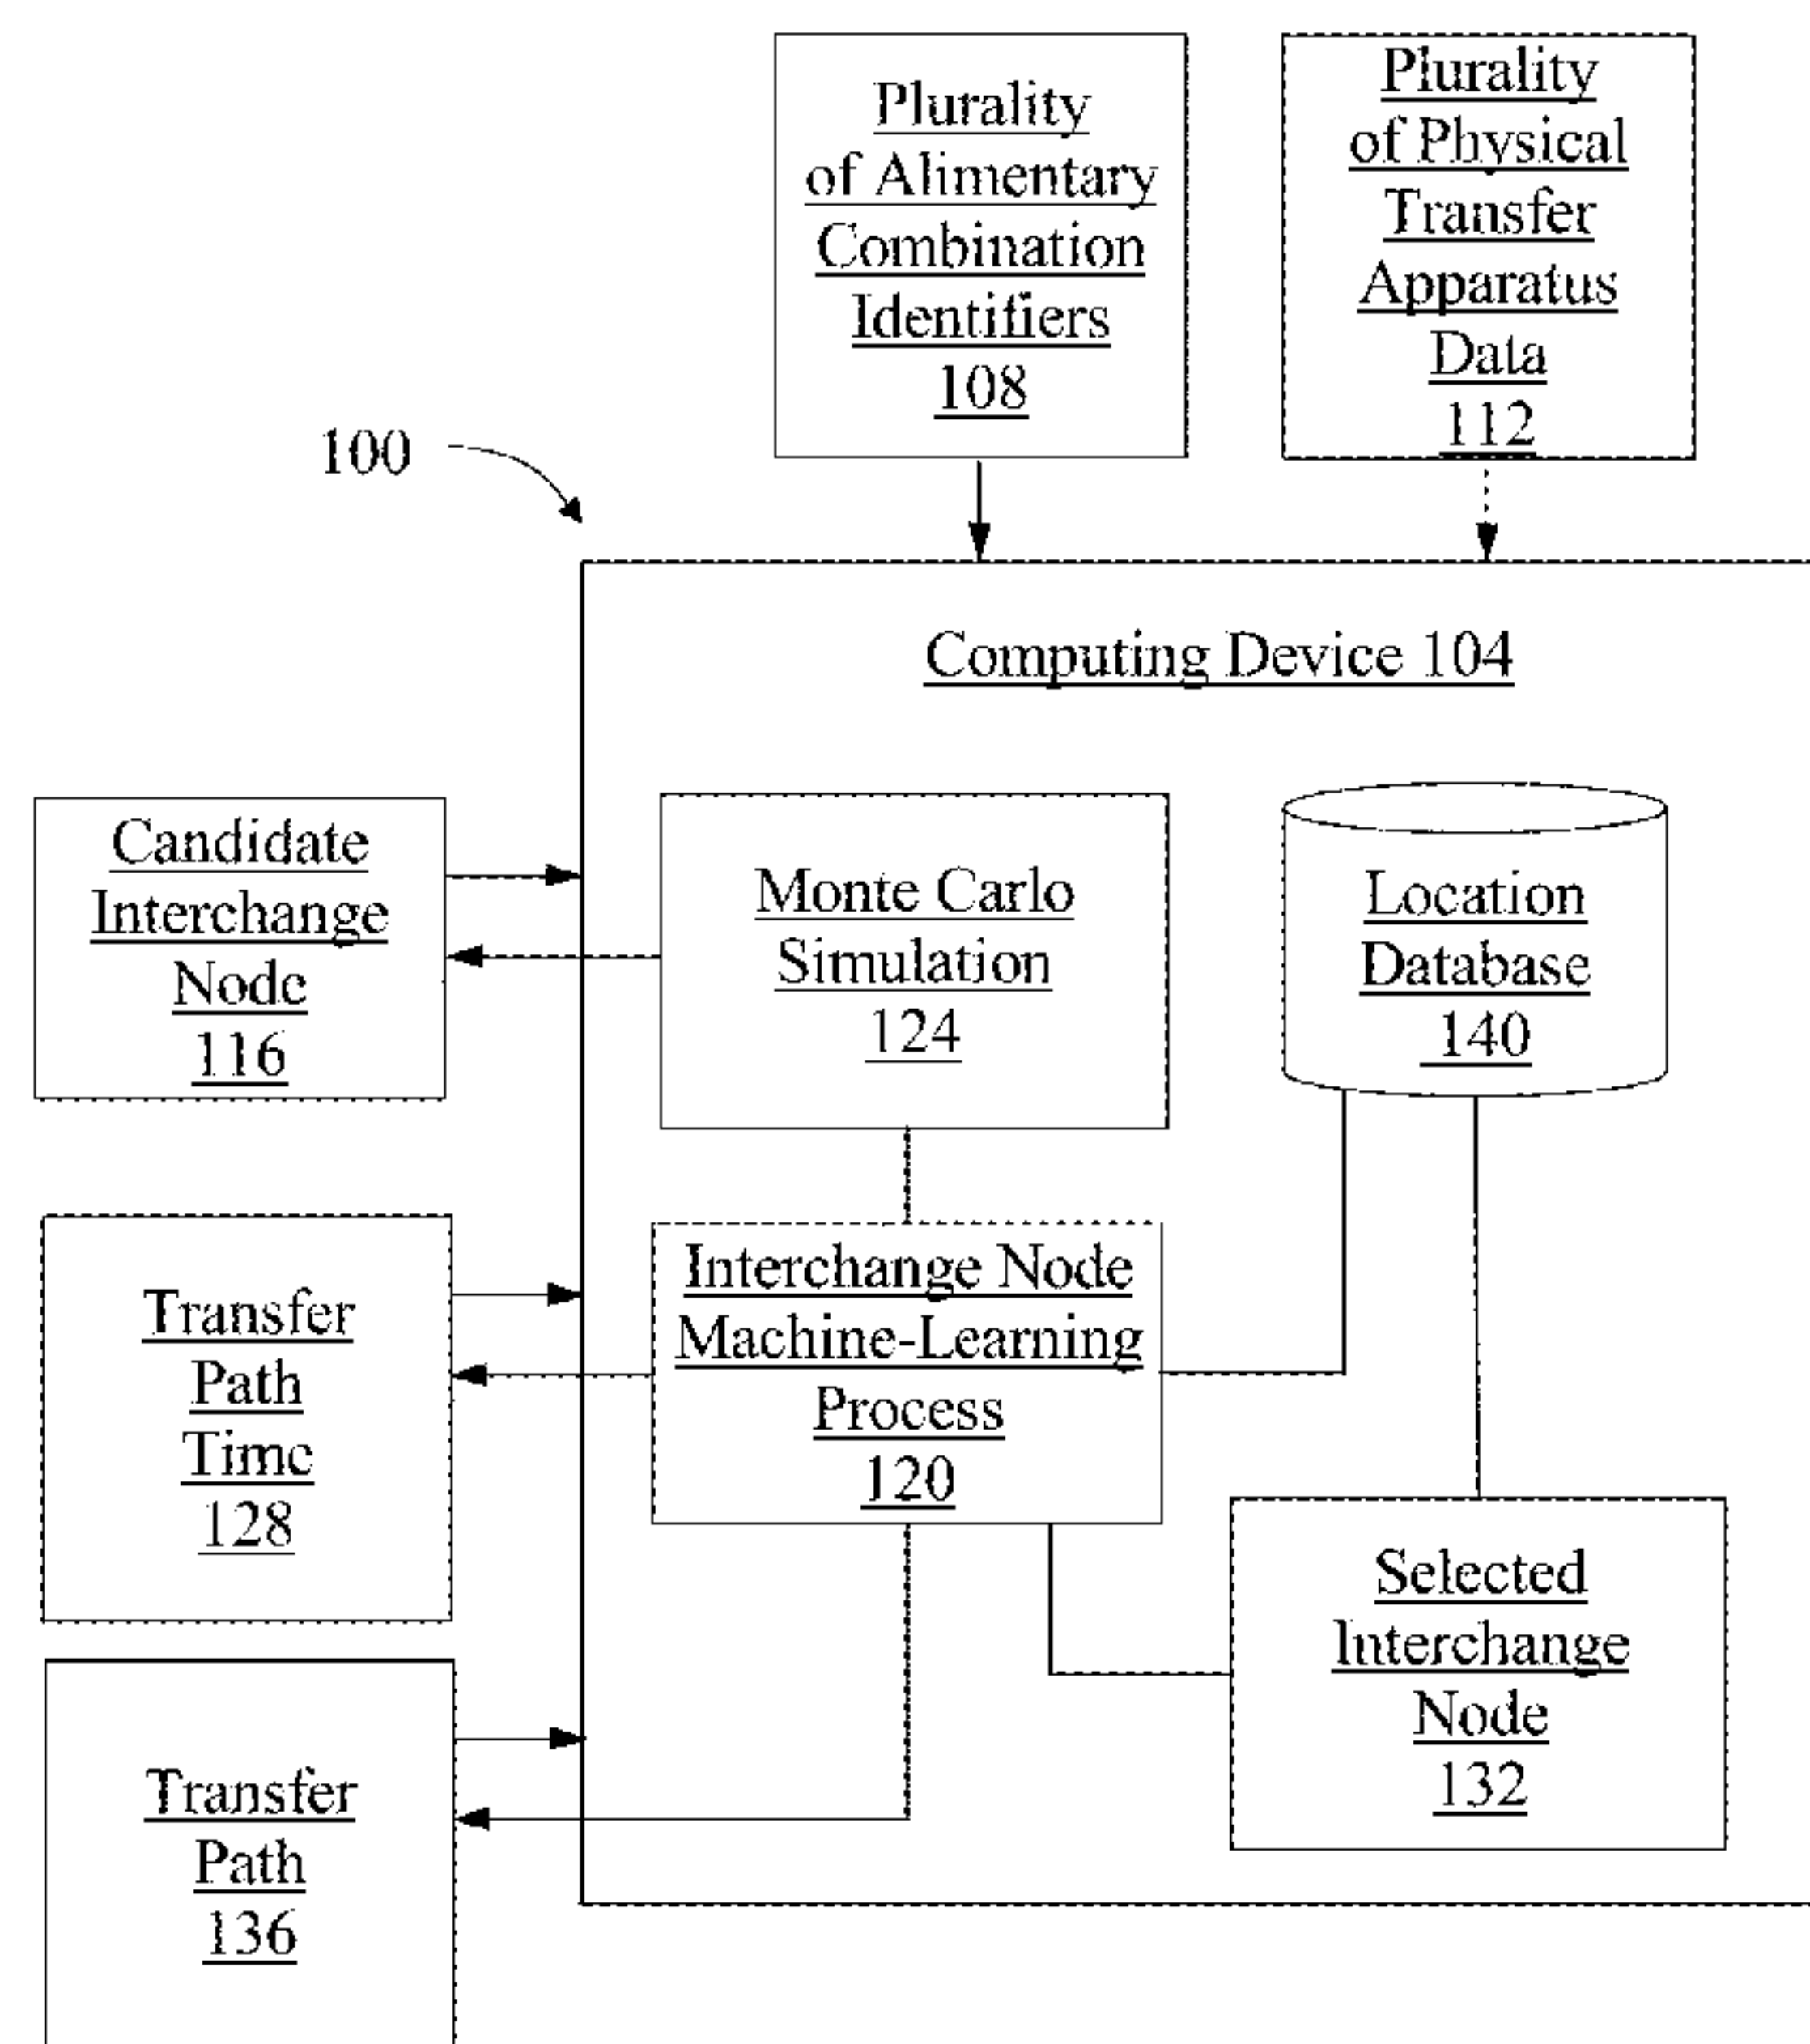 Plurality
of Alimentary
Combination
Identifiers
108
Plurality
of Physical
Transfer
Apparatus
Data
112
100
Computing Device 104
Candidate
Interchange
Node
116
Monte Carlo
Simulation
124
Location
Database
140
Transfer
Path
Time
128
Interchange Node
Machine-Learning
Process
120
Selected
Interchange
Node
132
Transfer
Path
136